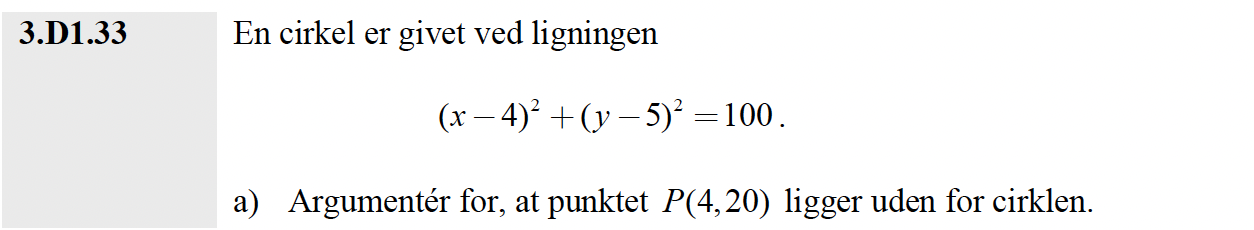 3.D1.33 En cirkel er givet ved ligningen
(x − 4)² + (y − 5)² = 100.
a) Argumentér for, at punktet P(4,20) ligger uden for cirklen.